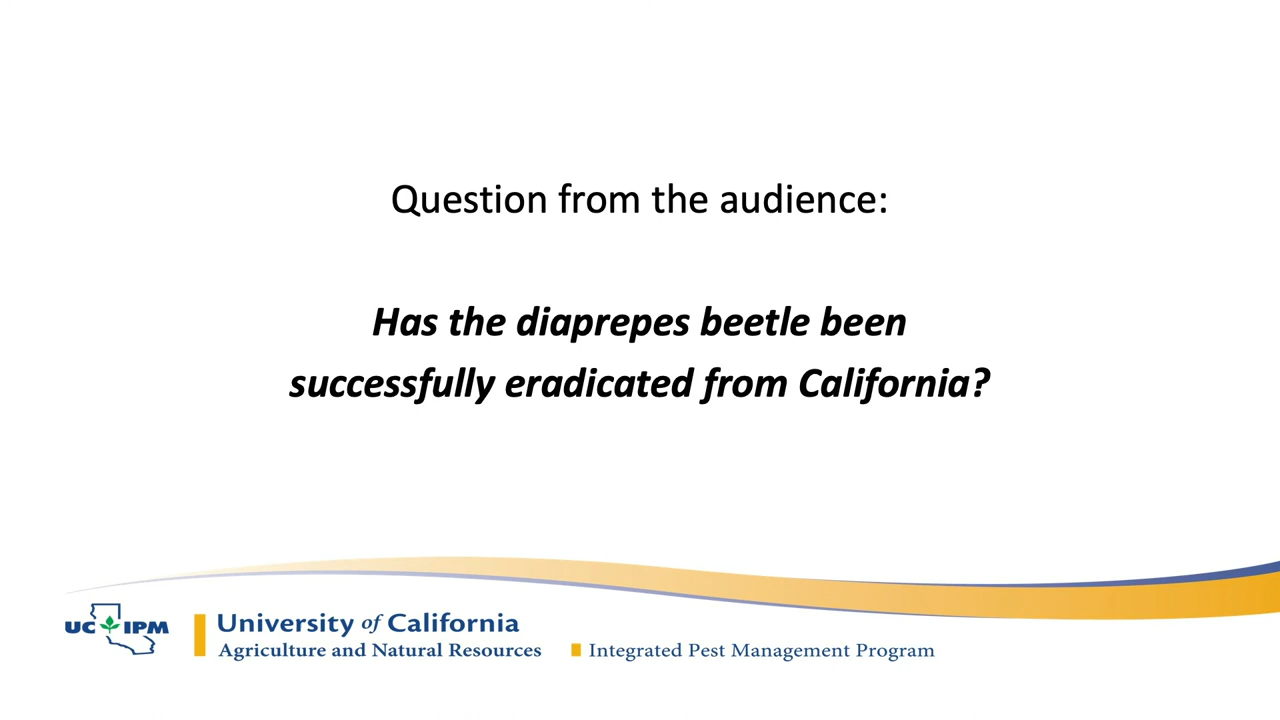 Question from the audience:
Has the diaprepes beetle been
successfully eradicated from California?
UC IPM
University of California
Agriculture and Natural Resources
Integrated Pest Management Program